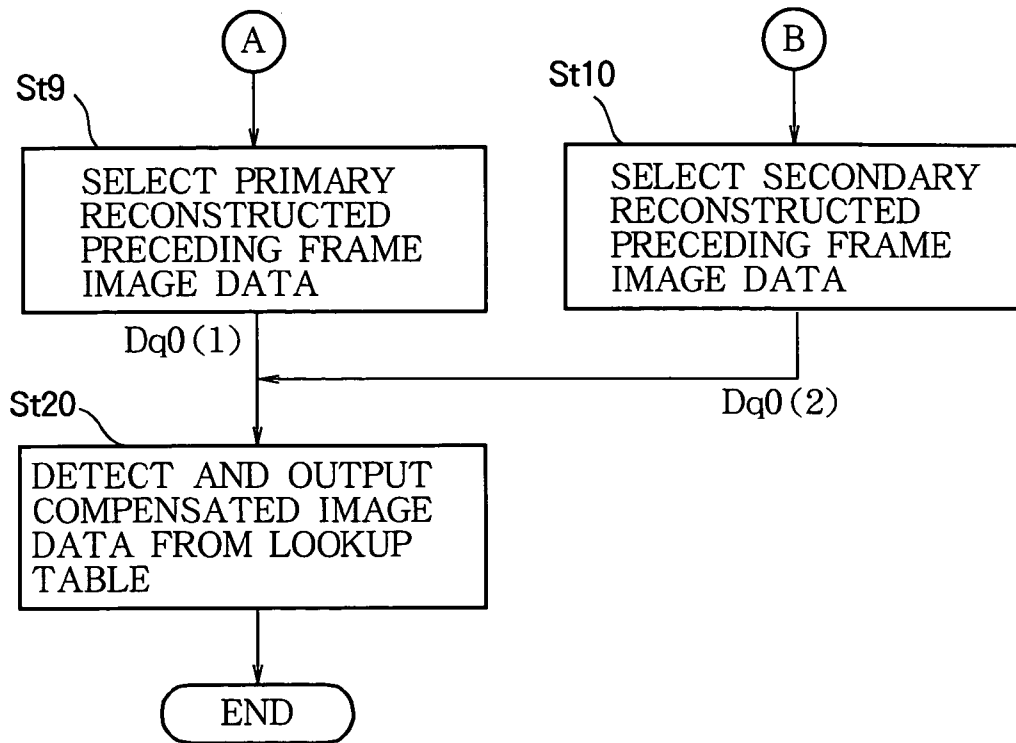 A
B
St9
St10
SELECT PRIMARY
RECONSTRUCTED
PRECEDING FRAME
IMAGE DATA
SELECT SECONDARY
RECONSTRUCTED
PRECEDING FRAME
IMAGE DATA
Dq0(1)
Dq0(2)
St20
DETECT AND OUTPUT
COMPENSATED IMAGE
DATA FROM LOOKUP
TABLE
END